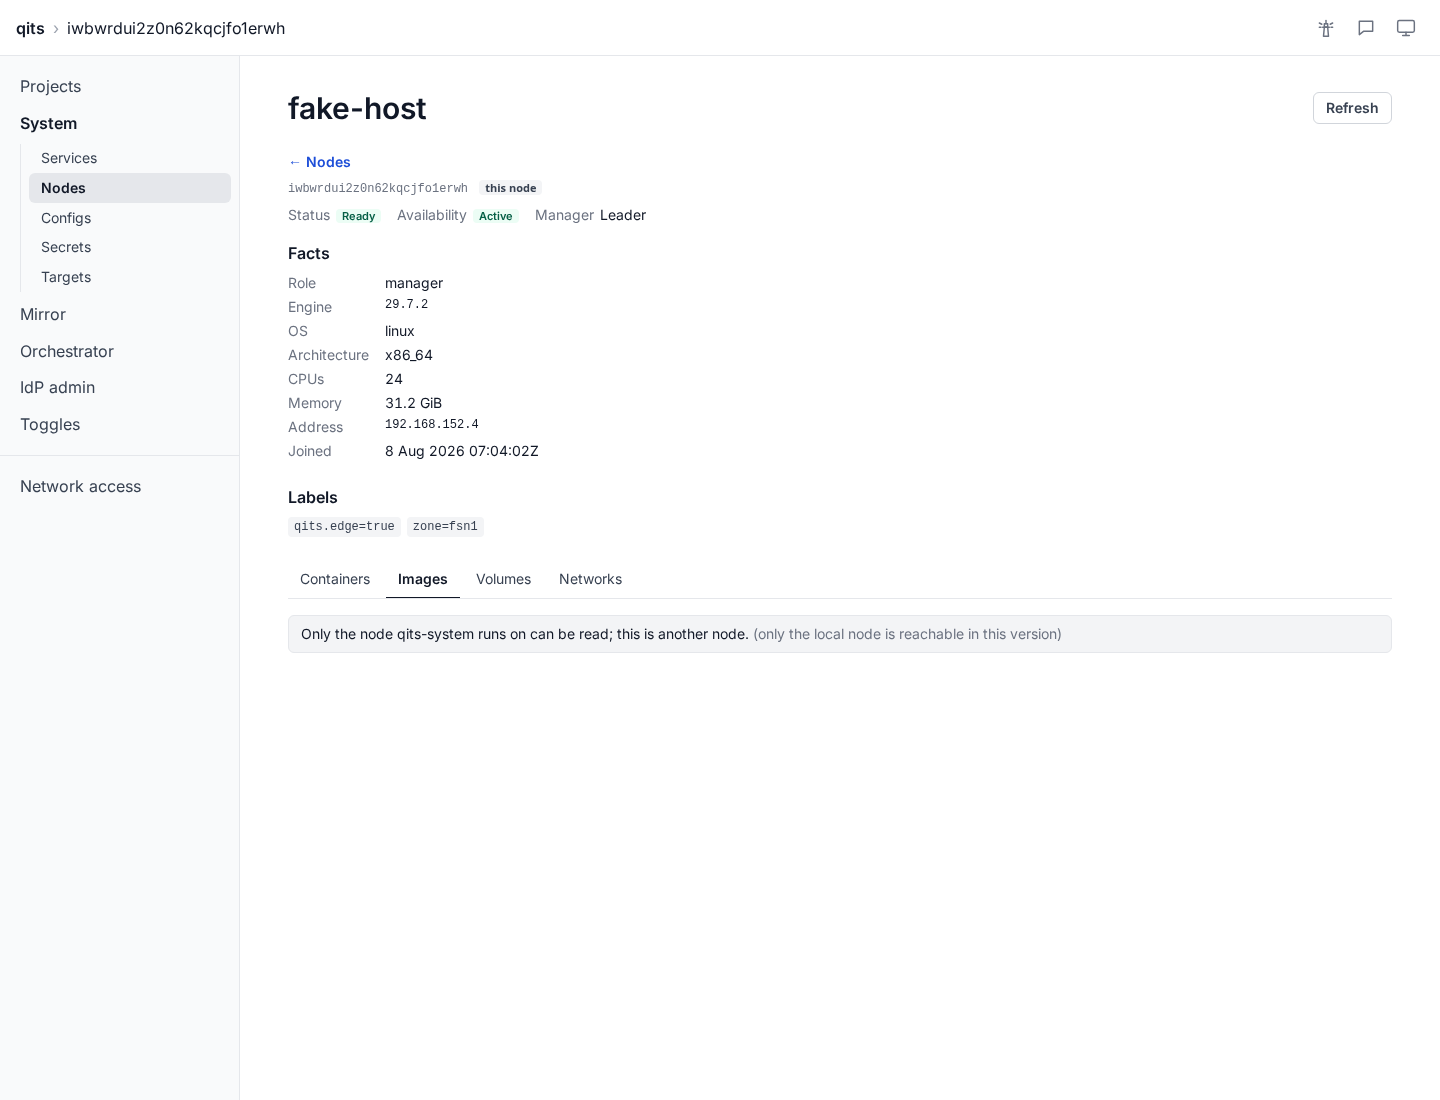 qits › iwbwrdui2z0n62kqcjfo1erwh
Projects
System
Services
Nodes
Configs
Secrets
Targets
Mirror
Orchestrator
IdP admin
Toggles
Network access
fake-host
Refresh
← Nodes
iwbwrdui2z0n62kqcjfo1erwh this node
Status Ready Availability Active Manager Leader
Facts
Role manager
Engine 29.7.2
OS linux
Architecture x86_64
CPUs 24
Memory 31.2 GiB
Address 192.168.152.4
Joined 8 Aug 2026 07:04:02Z
Labels
qits.edge=true zone=fsn1
Containers Images Volumes Networks
Only the node qits-system runs on can be read; this is another node. (only the local node is reachable in this version)